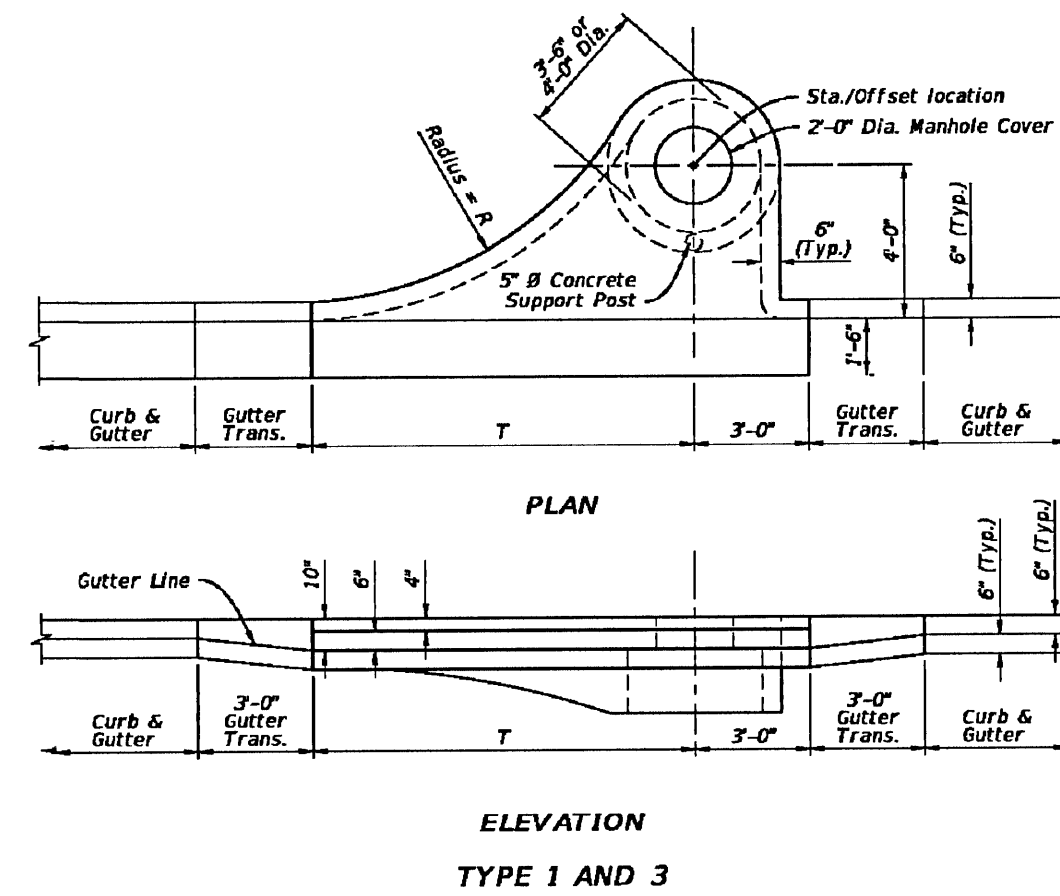 3'-6" or
4'-0" Dia.
Sta./Offset location
2'-0" Dia. Manhole Cover
Radius = R
6"
(Typ.)
4'-0"
6" (Typ.)
5" Ø Concrete
Support Post
1'-6"
Curb &
Gutter
Gutter
Trans.
T
3'-0"
Gutter
Trans.
Curb &
Gutter
PLAN
Gutter Line
10"
6"
4"
6" (Typ.)
6" (Typ.)
Curb &
Gutter
3'-0"
Gutter
Trans.
T
3'-0"
3'-0"
Gutter
Trans.
Curb &
Gutter
ELEVATION
TYPE 1 AND 3